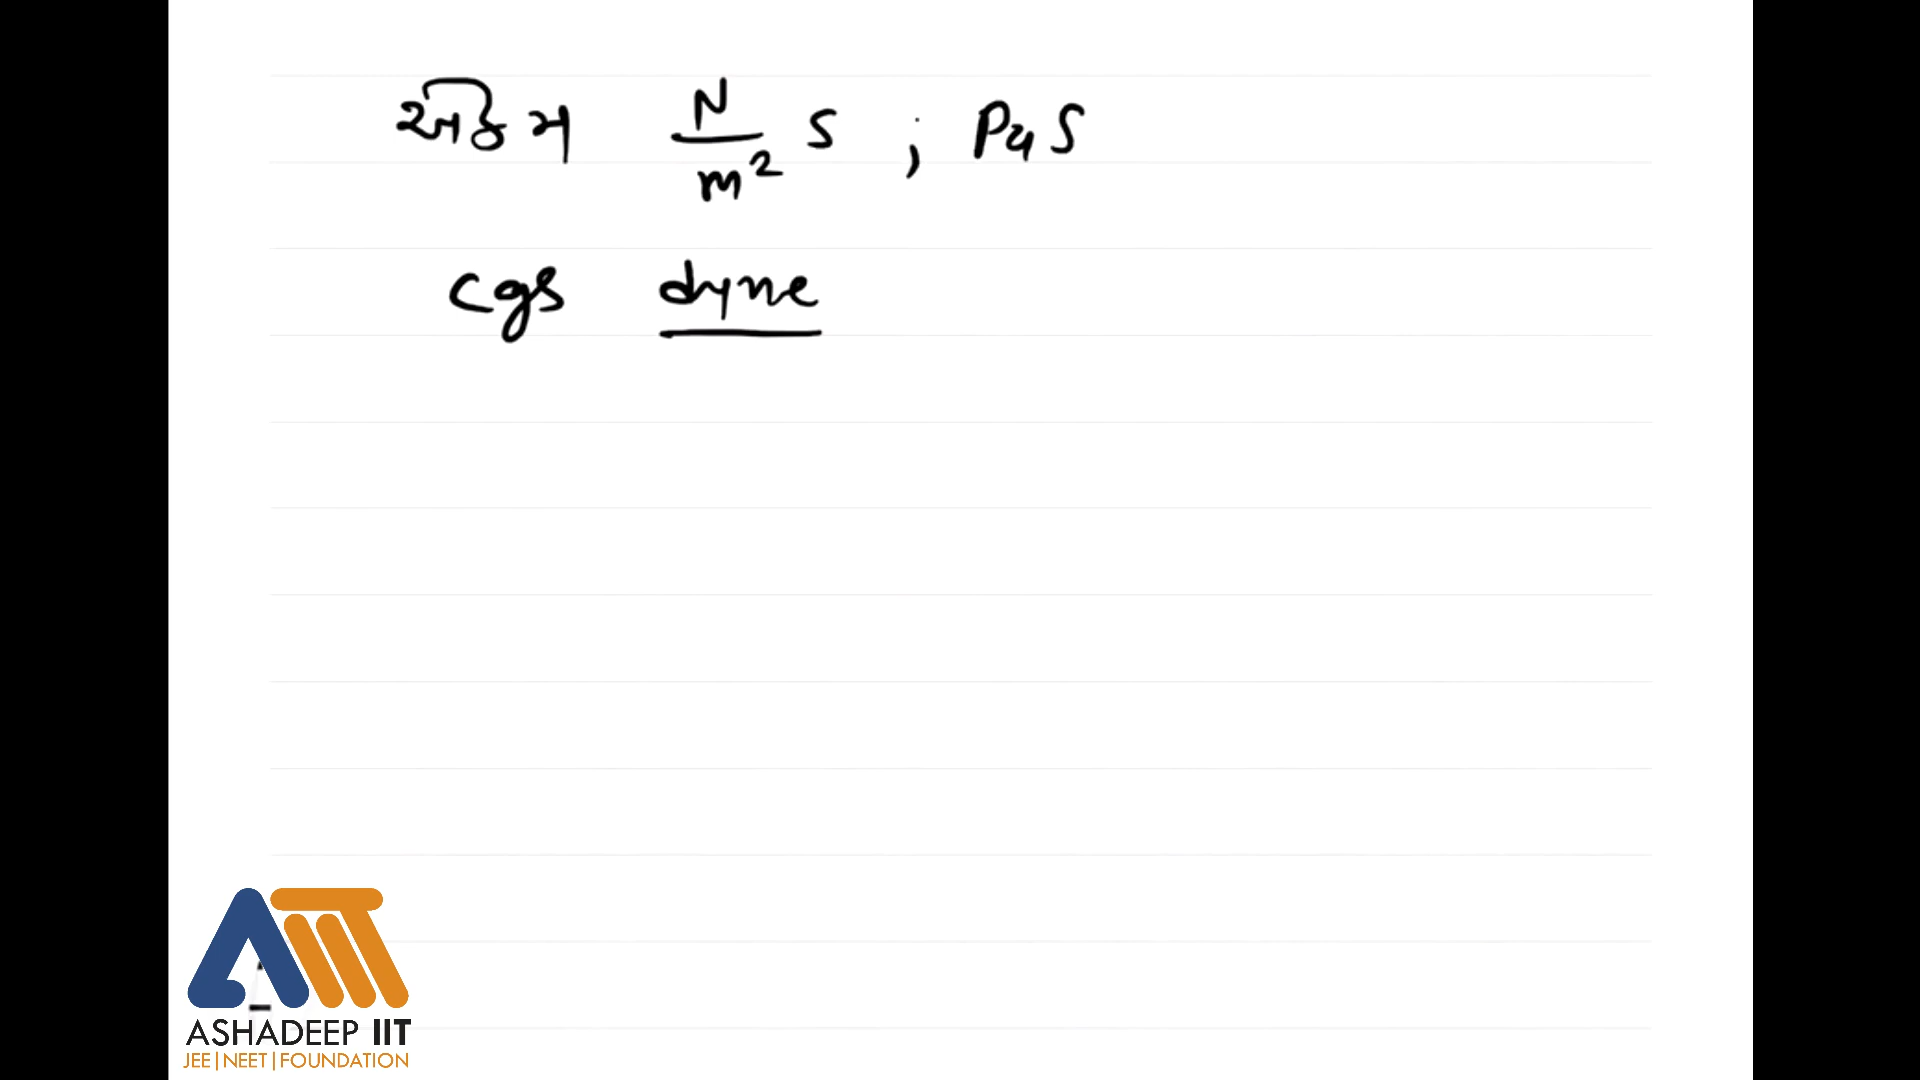 એકમ N/m² s ; Pa s
cgs dyne
ASHADEEP IIT
JEE|NEET|FOUNDATION